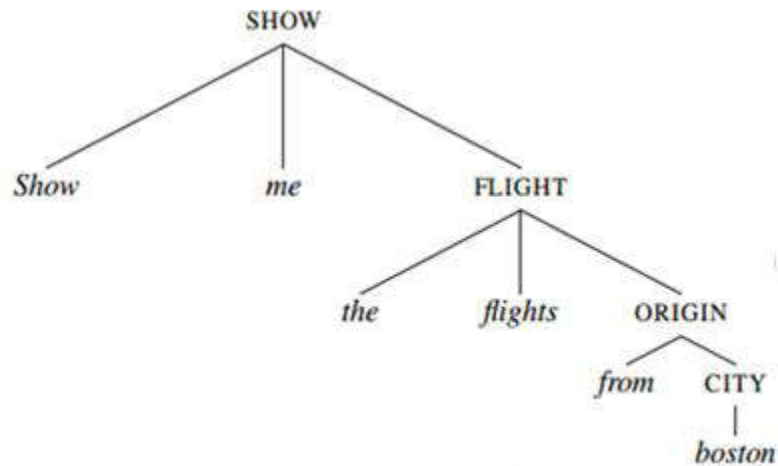 SHOW
Show me FLIGHT
the flights ORIGIN
from CITY
boston